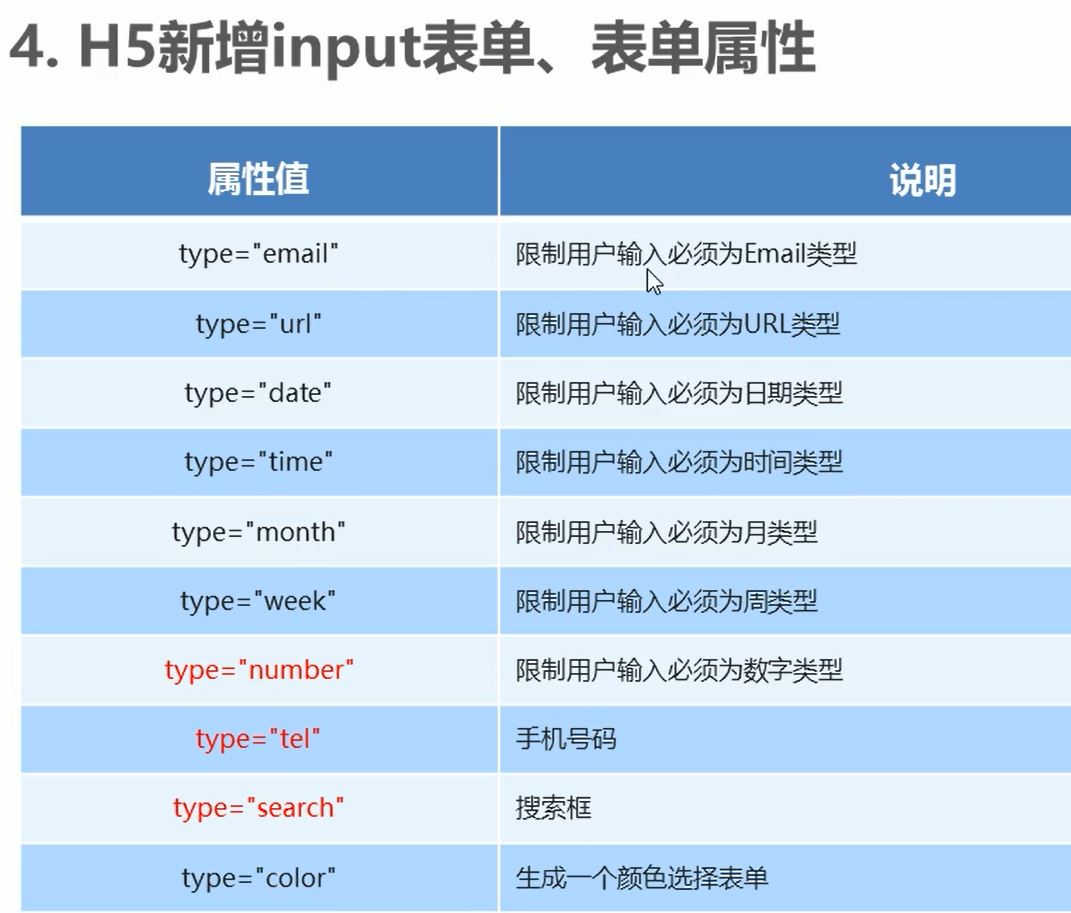 4. H5新增input表单、表单属性
属性值 说明
type="email" 限制用户输入必须为Email类型
type="url" 限制用户输入必须为URL类型
type="date" 限制用户输入必须为日期类型
type="time" 限制用户输入必须为时间类型
type="month" 限制用户输入必须为月类型
type="week" 限制用户输入必须为周类型
type="number" 限制用户输入必须为数字类型
type="tel" 手机号码
type="search" 搜索框
type="color" 生成一个颜色选择表单